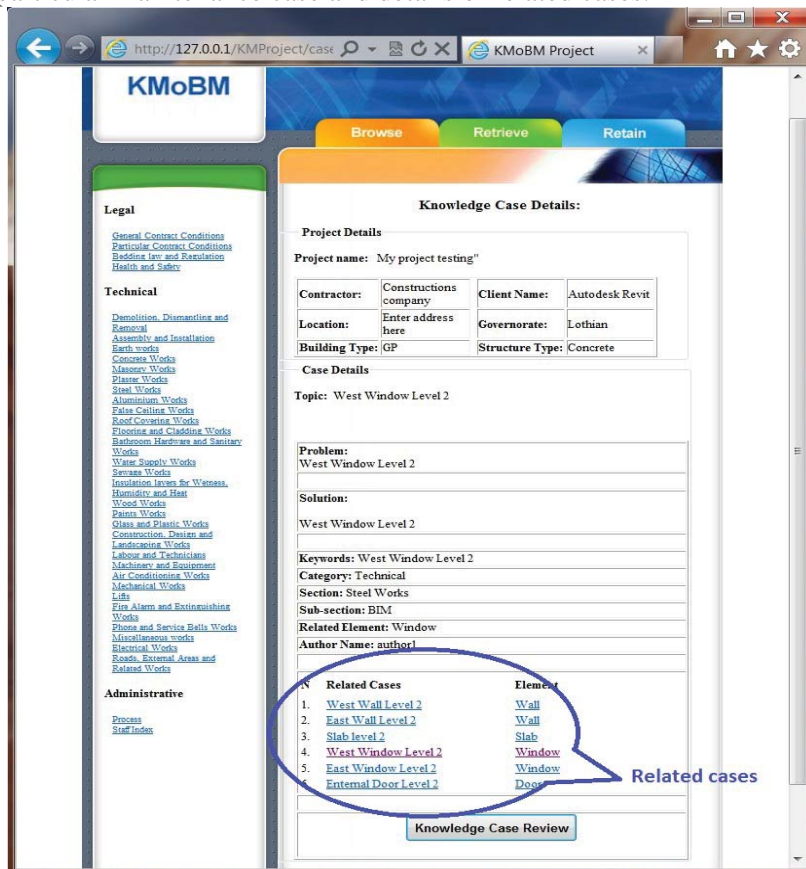 http://127.0.0.1/KMProject/case
KMoBM Project
KMoBM
Browse
Retrieve
Retain
Legal
General Contract Conditions
Particular Contract Conditions
Bedding law and Regulation
Health and Safety
Technical
Demolition, Dismantling and
Removal
Assembly and Installation
Earth works
Concrete Works
Masonry Works
Plaster Works
Steel Works
Aluminium Works
False Ceiling Works
Roof Covering Works
Flooring and Cladding Works
Bathroom Hardware and Sanitary
Works
Water Supply Works
Sewage Works
Insulation layers for Wetness,
Humidity and Heat
Wood Works
Paints Works
Glass and Plastic Works
Construction, Design and
Landscaping Works
Labour and Technicians
Machinery and Equipment
Air Conditioning Works
Mechanical Works
Lifts
Fire Alarm and Extinguishing
Works
Phone and Service Bells Works
Miscellaneous works
Electrical Works
Roads, External Areas and
Related Works
Administrative
Process
Staff Index
Knowledge Case Details:
Project Details
Project name: My project testing"
Contractor: Constructions company Client Name: Autodesk Revit
Location: Enter address here Governorate: Lothian
Building Type: GP Structure Type: Concrete
Case Details
Topic: West Window Level 2
Problem:
West Window Level 2
Solution:
West Window Level 2
Keywords: West Window Level 2
Category: Technical
Section: Steel Works
Sub-section: BIM
Related Element: Window
Author Name: author1
N Related Cases Element
1. West Wall Level 2 Wall
2. East Wall Level 2 Wall
3. Slab level 2 Slab
4. West Window Level 2 Window
5. East Window Level 2 Window
Enternal Door Level 2 Door
Related cases
Knowledge Case Review